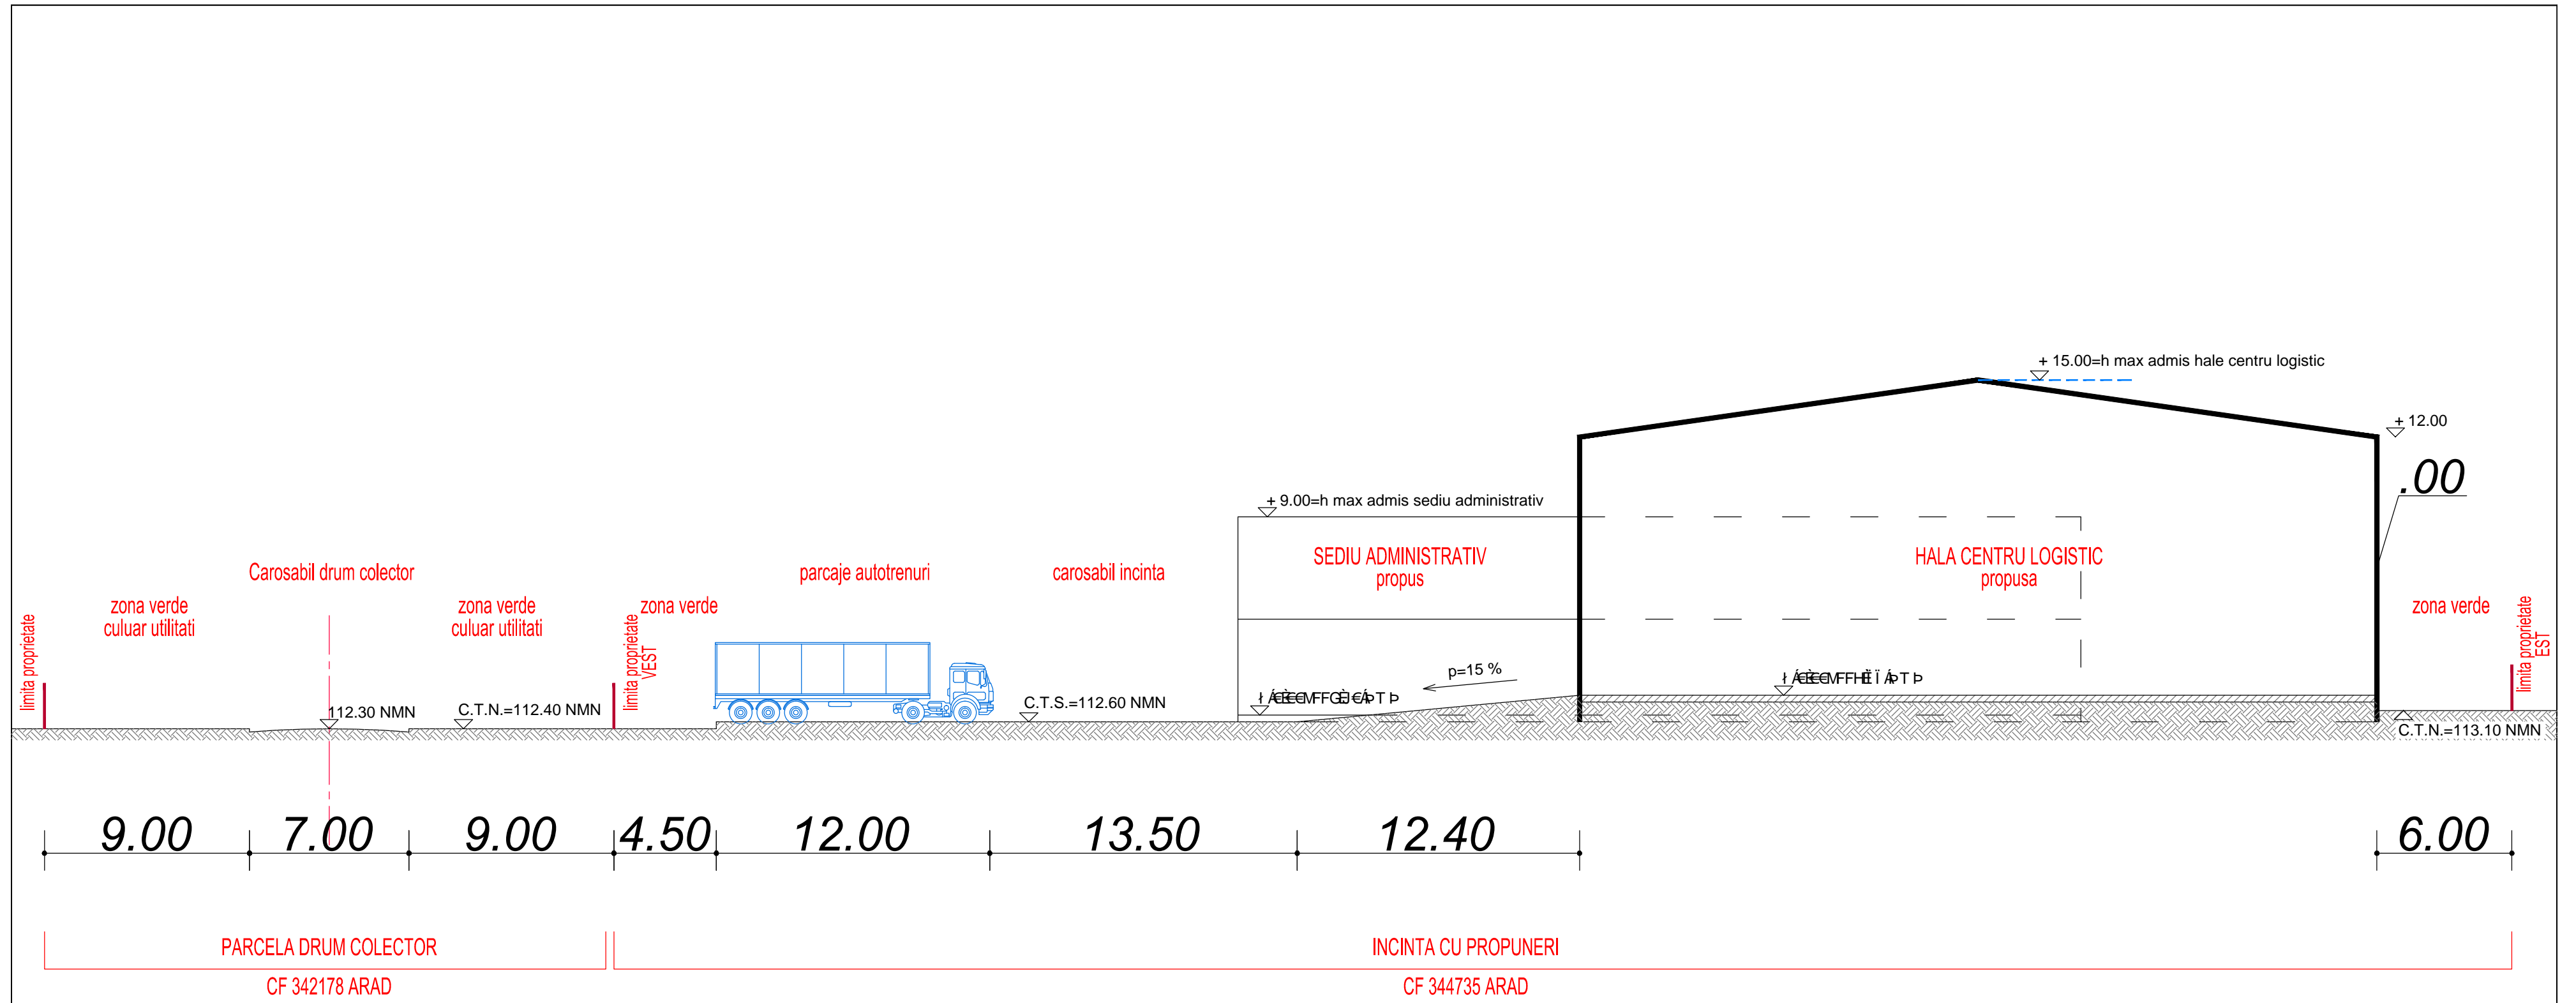 + 15.00=h max admis hale centru logistic
+ 12.00
.00
+ 9.00=h max admis sediu administrativ
SEDIU ADMINISTRATIV
propus
HALA CENTRU LOGISTIC
propusa
Carosabil drum colector
parcaje autotrenuri
carosabil incinta
zona verde
culuar utilitati
zona verde
culuar utilitati
zona verde
zona verde
limita proprietate
limita proprietate
VEST
limita proprietate
EST
p=15 %
112.30 NMN
C.T.N.=112.40 NMN
C.T.S.=112.60 NMN
C.T.N.=113.10 NMN
9.00
7.00
9.00
4.50
12.00
13.50
12.40
6.00
PARCELA DRUM COLECTOR
INCINTA CU PROPUNERI
CF 342178 ARAD
CF 344735 ARAD